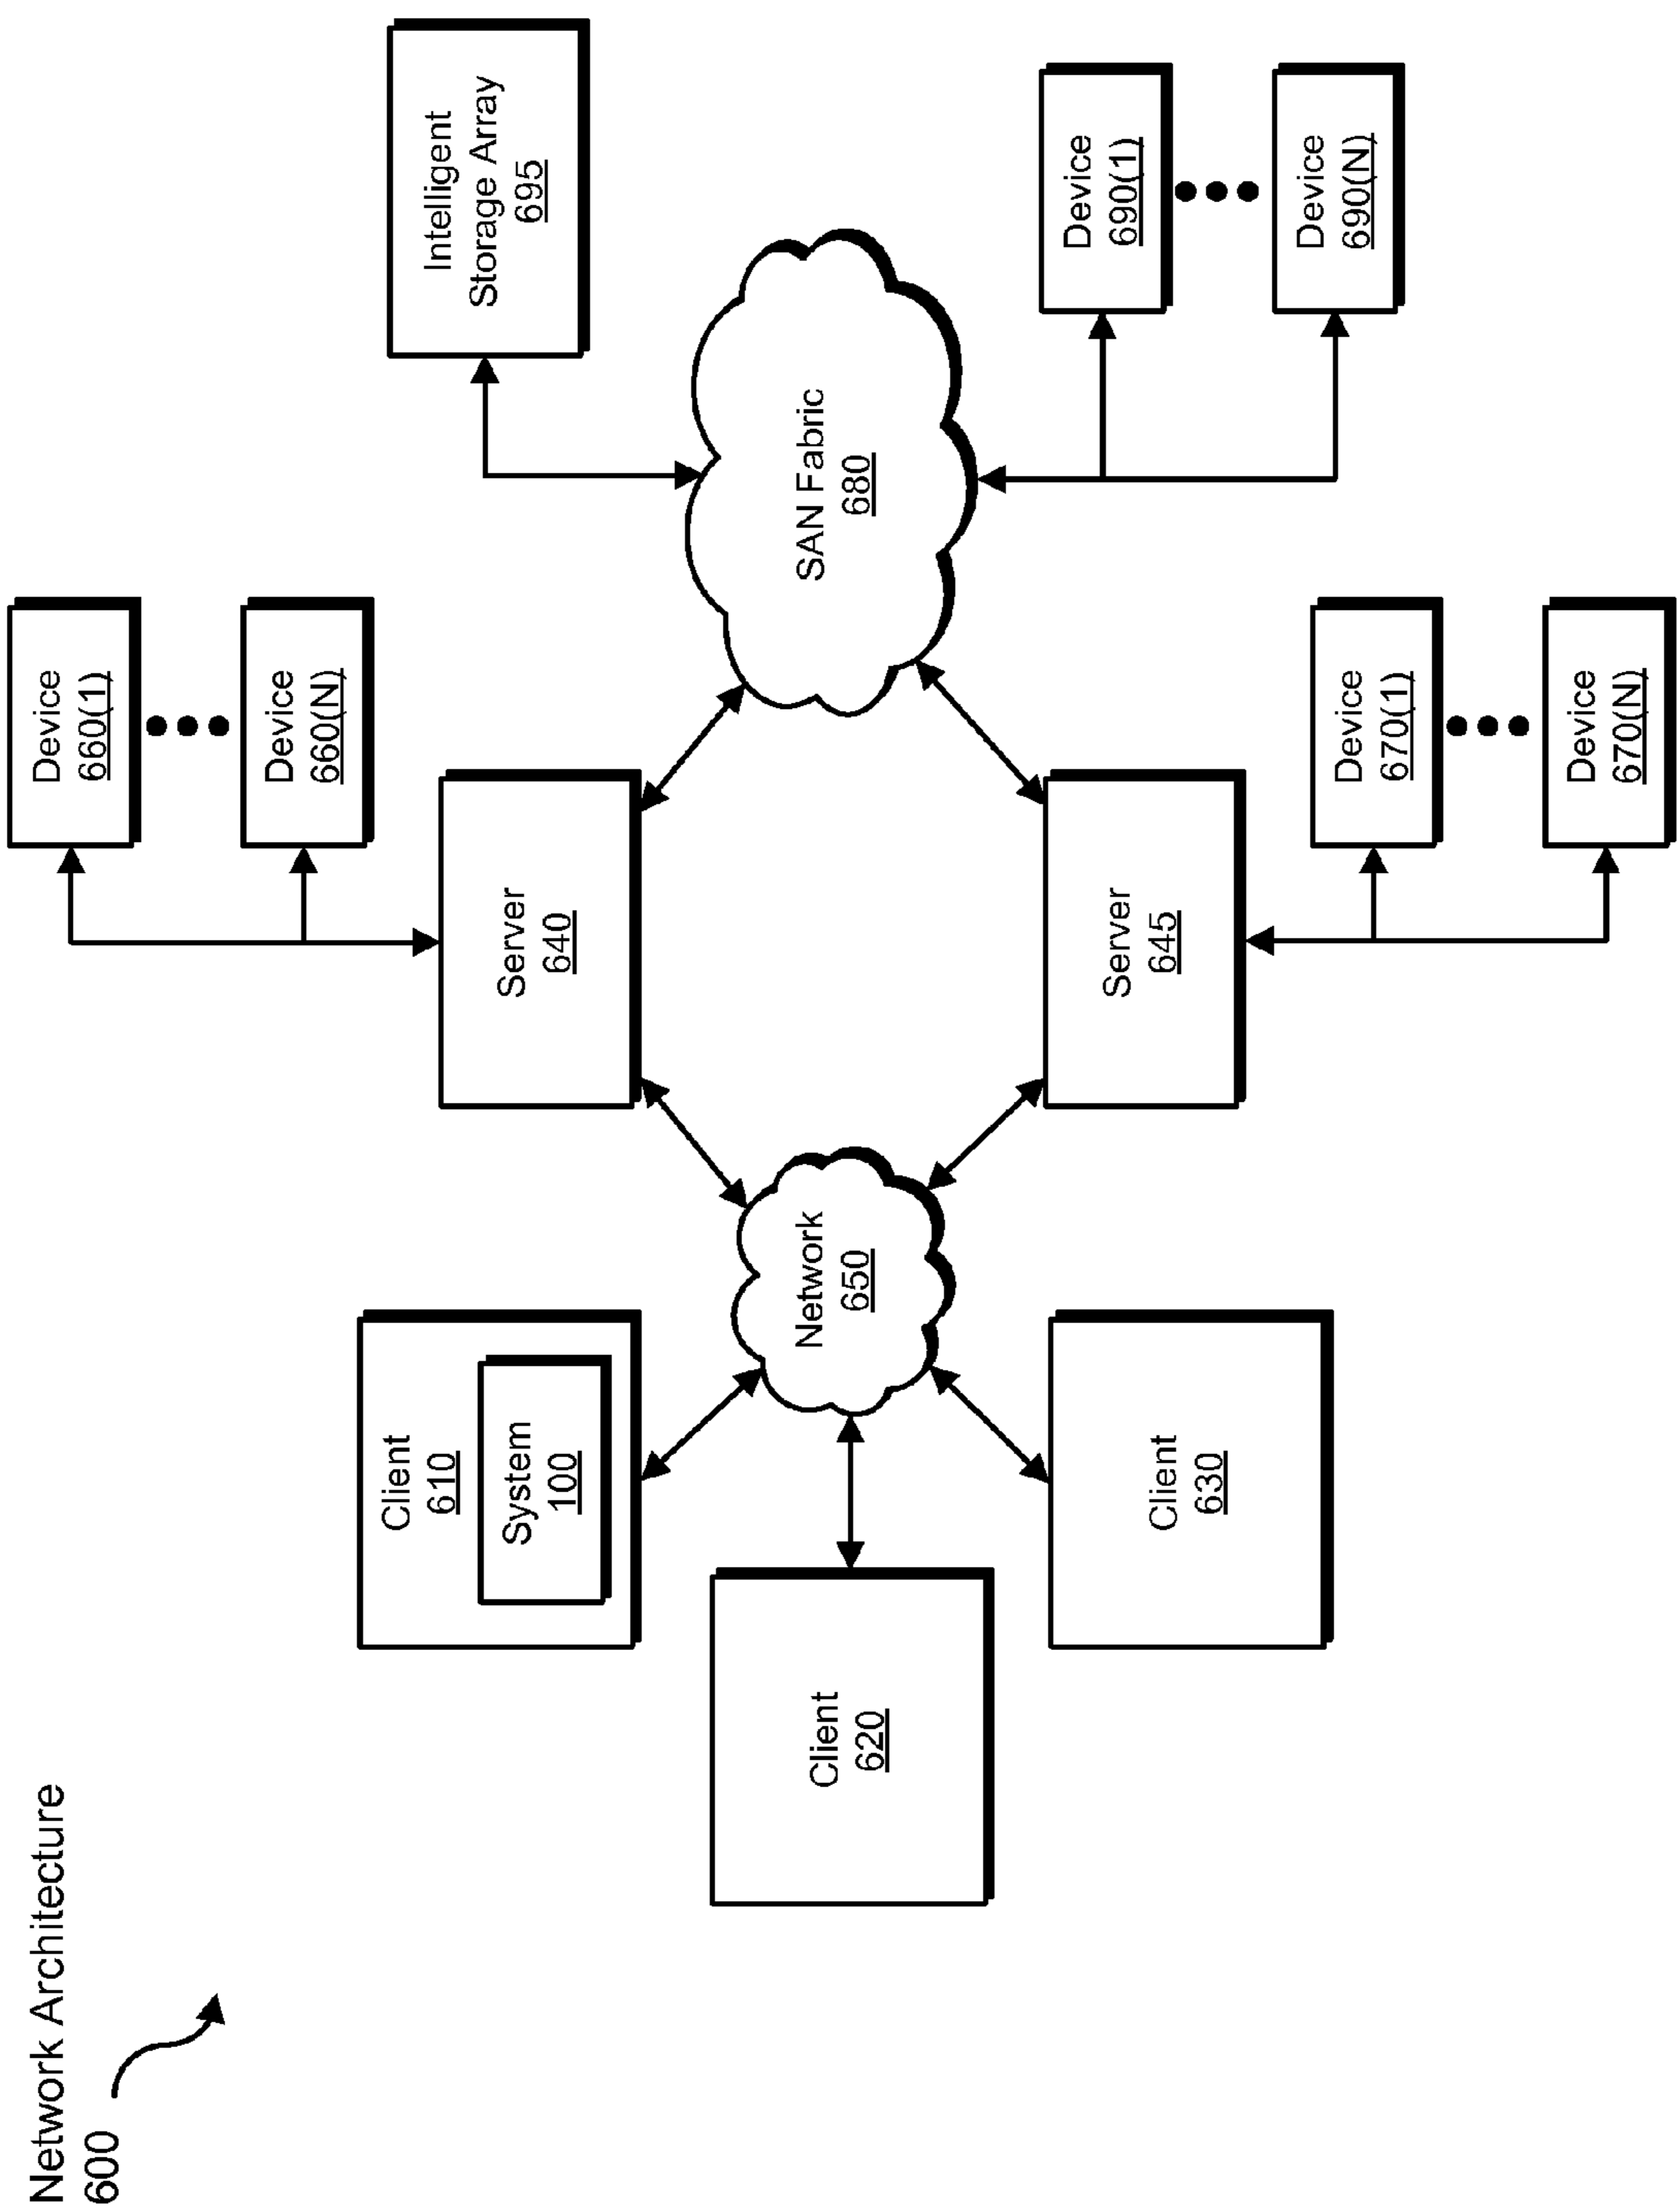 Network Architecture
600
Client
610
System
100
Client
620
Client
630
Network
650
Server
640
Server
645
Device
660(1)
Device
660(N)
Device
670(1)
Device
670(N)
SAN Fabric
680
Intelligent
Storage Array
695
Device
690(1)
Device
690(N)